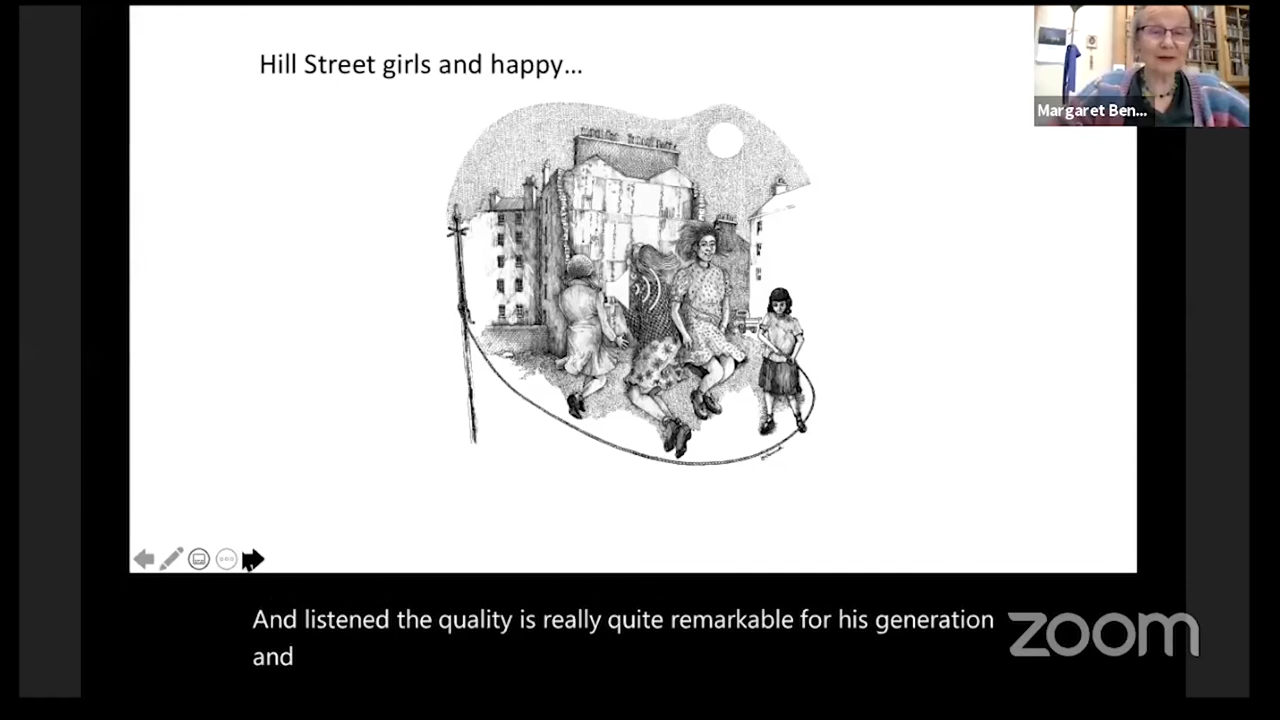 Hill Street girls and happy...
Margaret Ben...
And listened the quality is really quite remarkable for his generation
and
zoom